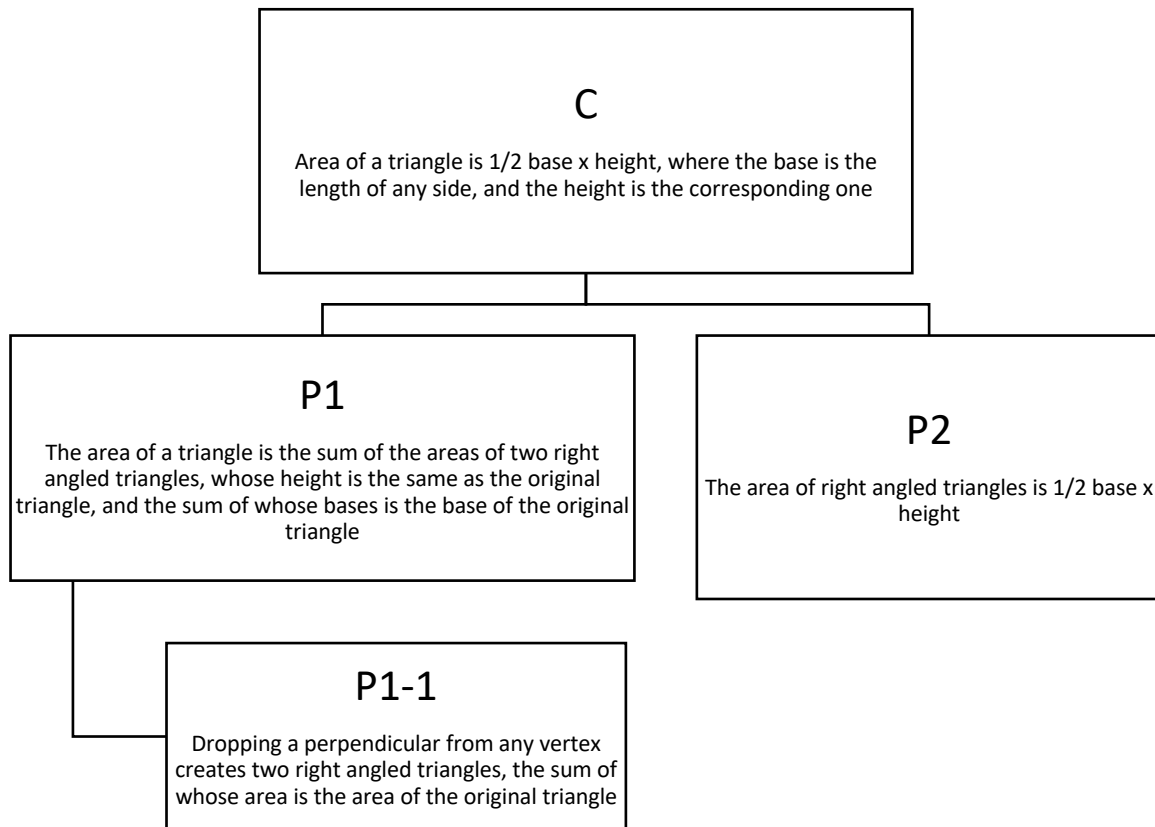 C
Area of a triangle is 1/2 base x height, where the base is the
length of any side, and the height is the corresponding one
P1
The area of a triangle is the sum of the areas of two right
angled triangles, whose height is the same as the original
triangle, and the sum of whose bases is the base of the original
triangle
P2
The area of right angled triangles is 1/2 base x
height
P1-1
Dropping a perpendicular from any vertex
creates two right angled triangles, the sum of
whose area is the area of the original triangle